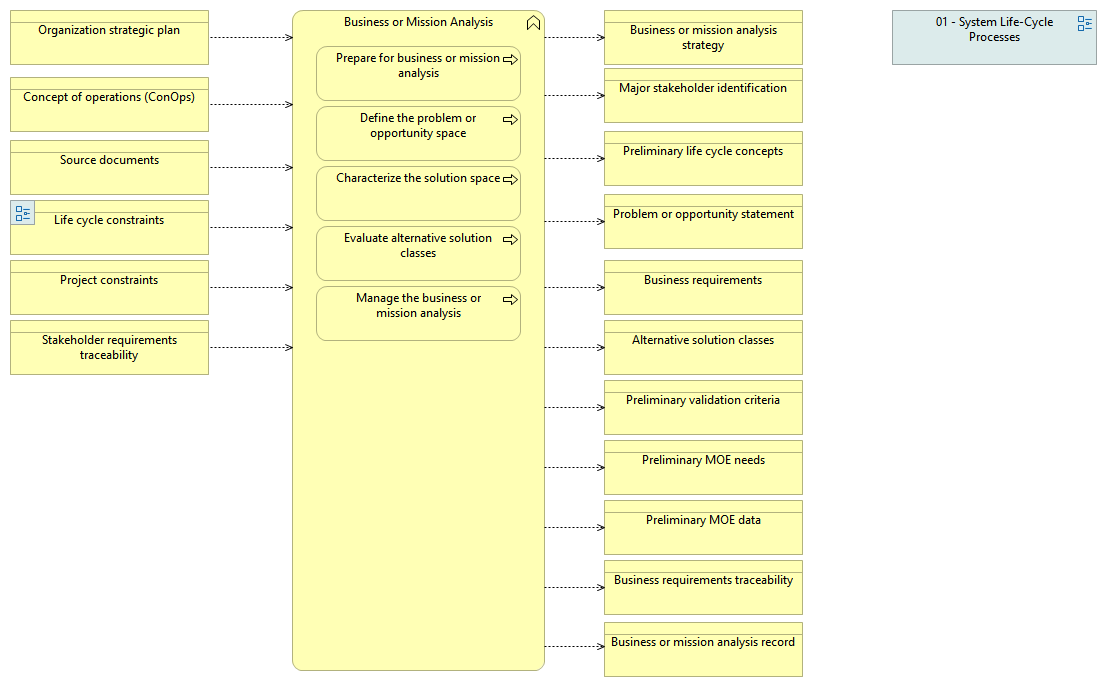 Organization strategic plan
Concept of operations (ConOps)
Source documents
Life cycle constraints
Project constraints
Stakeholder requirements
traceability
Business or Mission Analysis
Prepare for business or mission
analysis
Define the problem or
opportunity space
Characterize the solution space
Evaluate alternative solution
classes
Manage the business or
mission analysis
Business or mission analysis
strategy
Major stakeholder identification
Preliminary life cycle concepts
Problem or opportunity statement
Business requirements
Alternative solution classes
Preliminary validation criteria
Preliminary MOE needs
Preliminary MOE data
Business requirements traceability
Business or mission analysis record
01 - System Life-Cycle
Processes